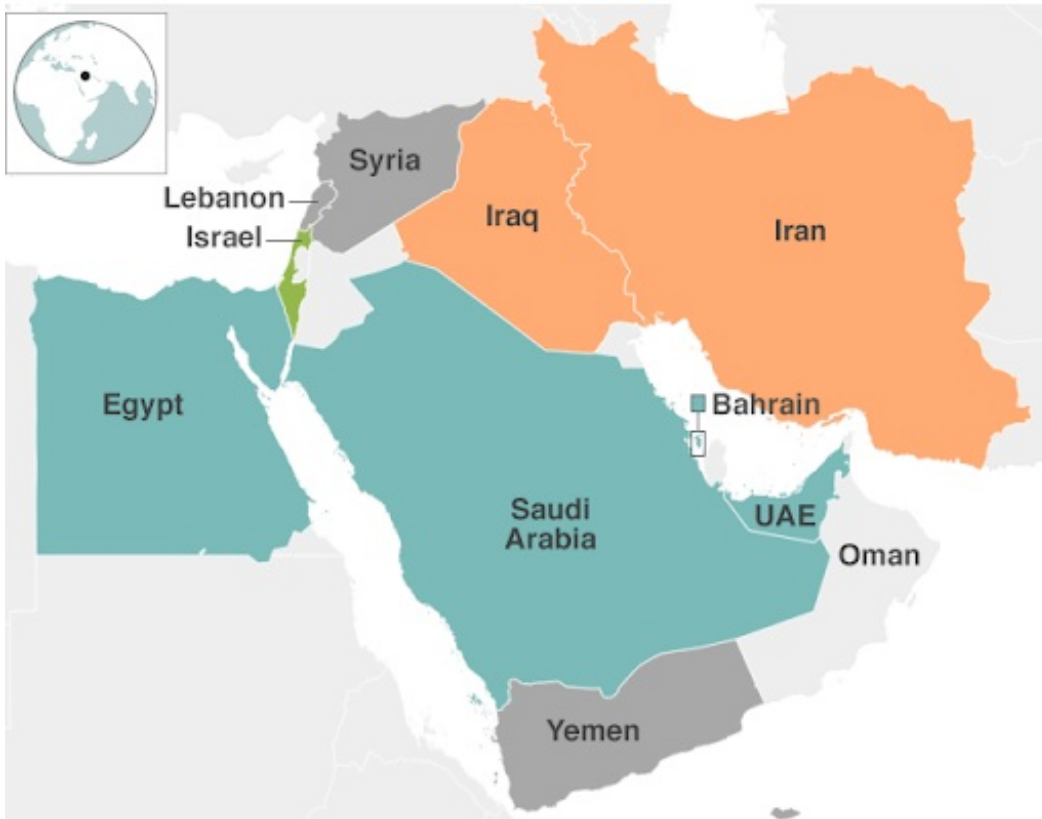 Syria
Lebanon
Israel
Iraq
Iran
Egypt
Bahrain
Saudi
Arabia
UAE
Oman
Yemen